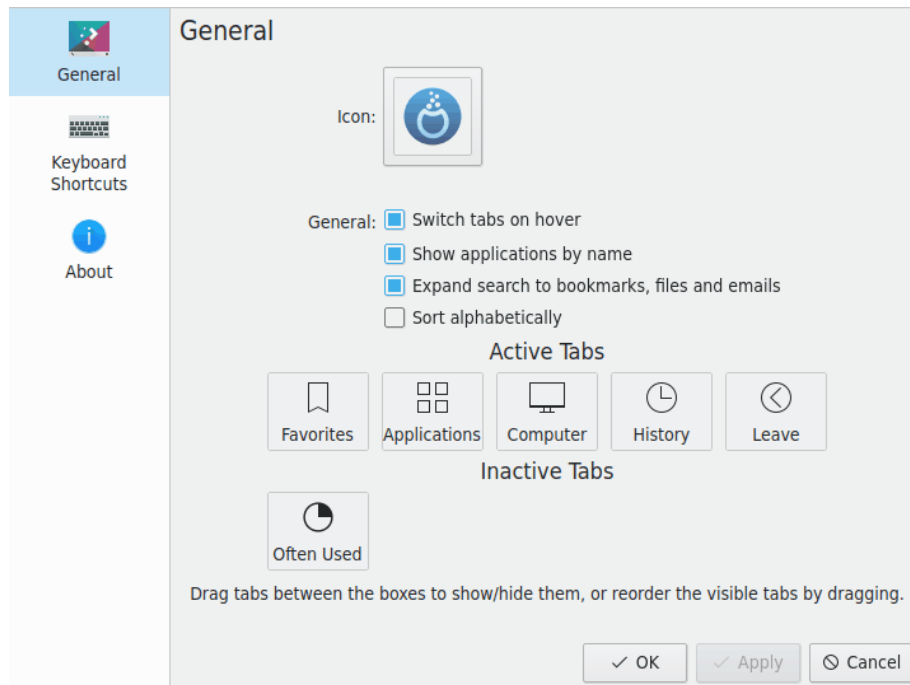 General
General
Keyboard
Shortcuts
About
Icon:
General: Switch tabs on hover
Show applications by name
Expand search to bookmarks, files and emails
Sort alphabetically
Active Tabs
Favorites Applications Computer History Leave
Inactive Tabs
Often Used
Drag tabs between the boxes to show/hide them, or reorder the visible tabs by dragging.
OK Apply Cancel